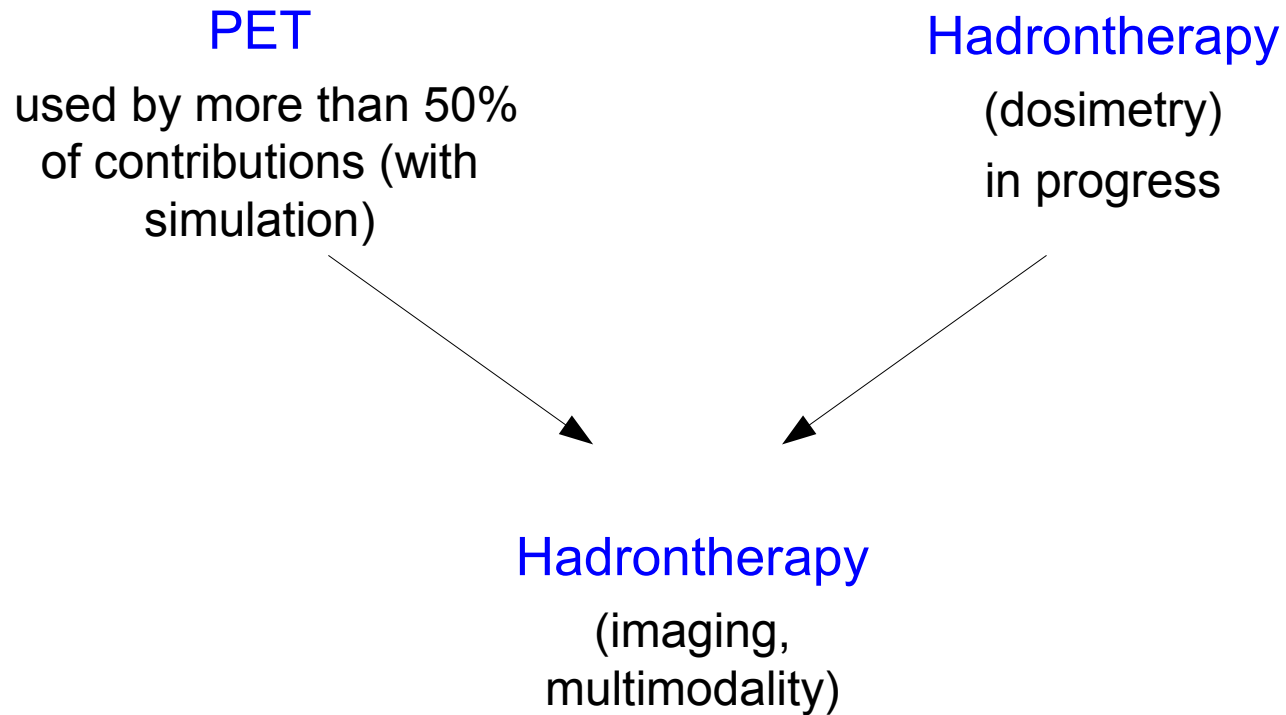 PET
used by more than 50%
of contributions (with
simulation)
Hadrontherapy
(dosimetry)
in progress
Hadrontherapy
(imaging,
multimodality)